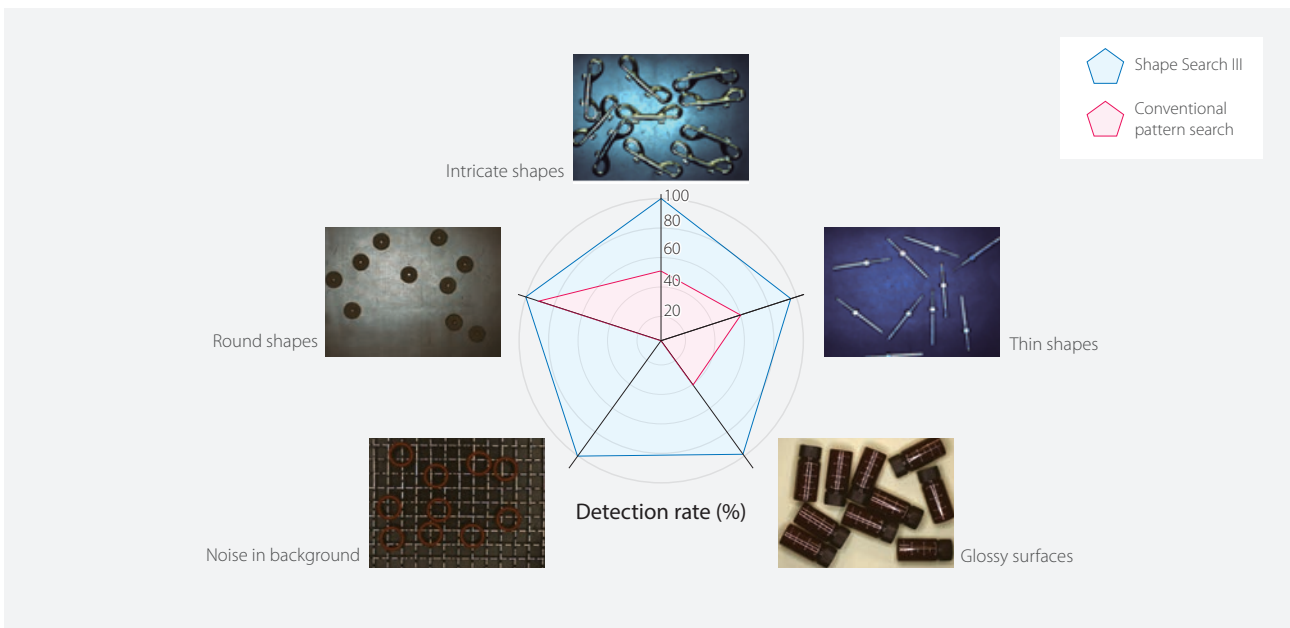 Shape Search III
Conventional
pattern search
Intricate shapes
100
80
60
40
20
Round shapes
Thin shapes
Detection rate (%)
Noise in background
Glossy surfaces